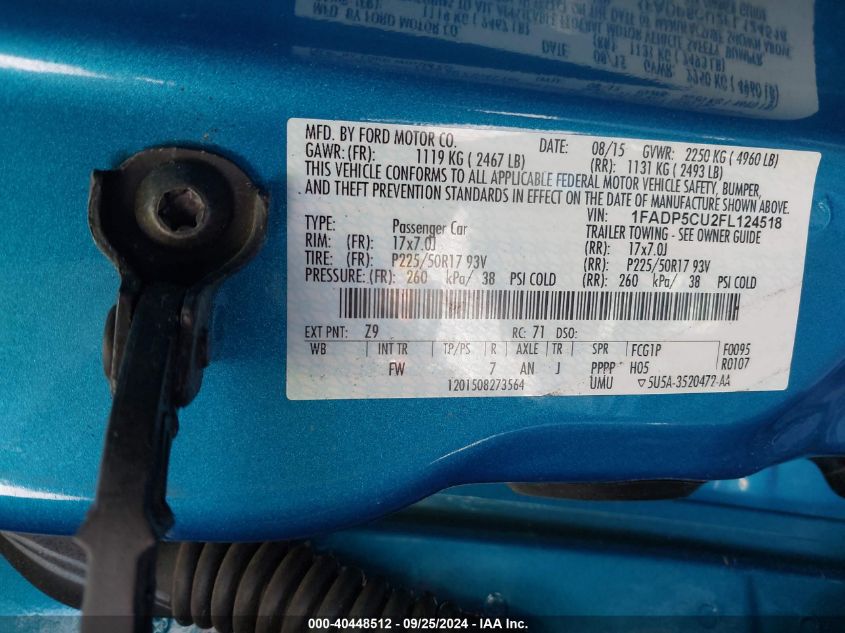 MFD. BY FORD MOTOR CO. DATE: 08/15 GVWR: 2250 KG ( 4960 LB)
GAWR: (FR): 1119 KG ( 2467 LB) (RR): 1131 KG ( 2493 LB)
THIS VEHICLE CONFORMS TO ALL APPLICABLE FEDERAL MOTOR VEHICLE SAFETY, BUMPER,
AND THEFT PREVENTION STANDARDS IN EFFECT ON THE DATE OF MANUFACTURE SHOWN ABOVE.
VIN: 1FADP5CU2FL124518
TYPE: Passenger Car TRAILER TOWING - SEE OWNER GUIDE
RIM: (FR): 17x7.0J (RR): 17x7.0J
TIRE: (FR): P225/50R17 93V (RR): P225/50R17 93V
PRESSURE: (FR): 260 kPa/ 38 PSI COLD (RR): 260 kPa/ 38 PSI COLD
EXT PNT: Z9 RC: 71 DSO:
WB INT TR TP/PS R AXLE TR SPR FCG1P F0095
FW 7 AN J PPPP H05 R0107
1201508273564 UMU ▽5U5A-3520472-AA
000-40448512 - 09/25/2024 - IAA Inc.